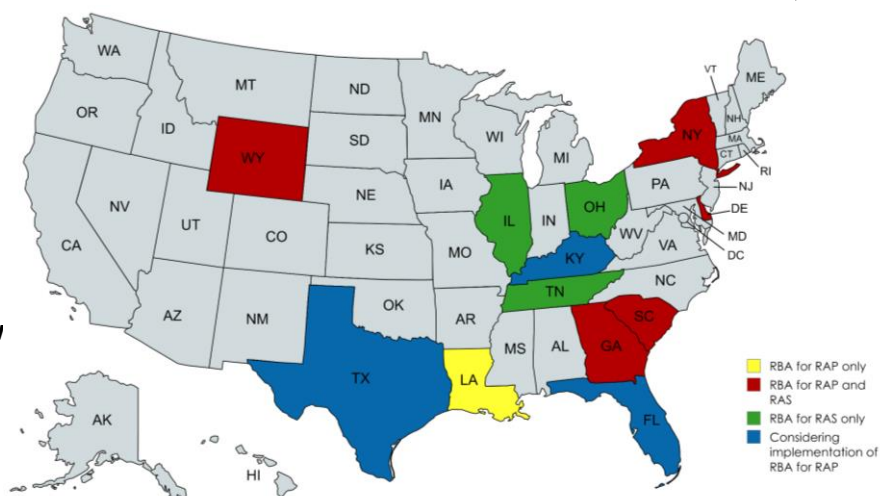 WA
MT
ND
MN
VT
ME
OR
ID
SD
WI
MI
NY
NH
MA
CT
RI
WY
IA
PA
NJ
NE
NV
UT
CO
IL
IN
OH
DE
WV
MD
DC
VA
CA
KS
MO
KY
NC
TN
AZ
NM
OK
AR
SC
MS
AL
GA
TX
LA
FL
AK
HI
RBA for RAP only
RBA for RAP and
RAS
RBA for RAS only
Considering
implementation of
RBA for RAP